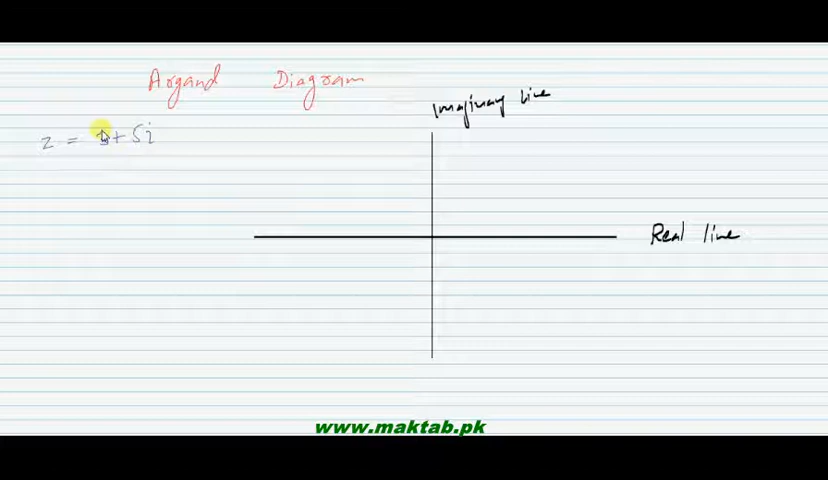 Argand Diagram
Imaginary line
z = + 5i
Real line
www.maktab.pk